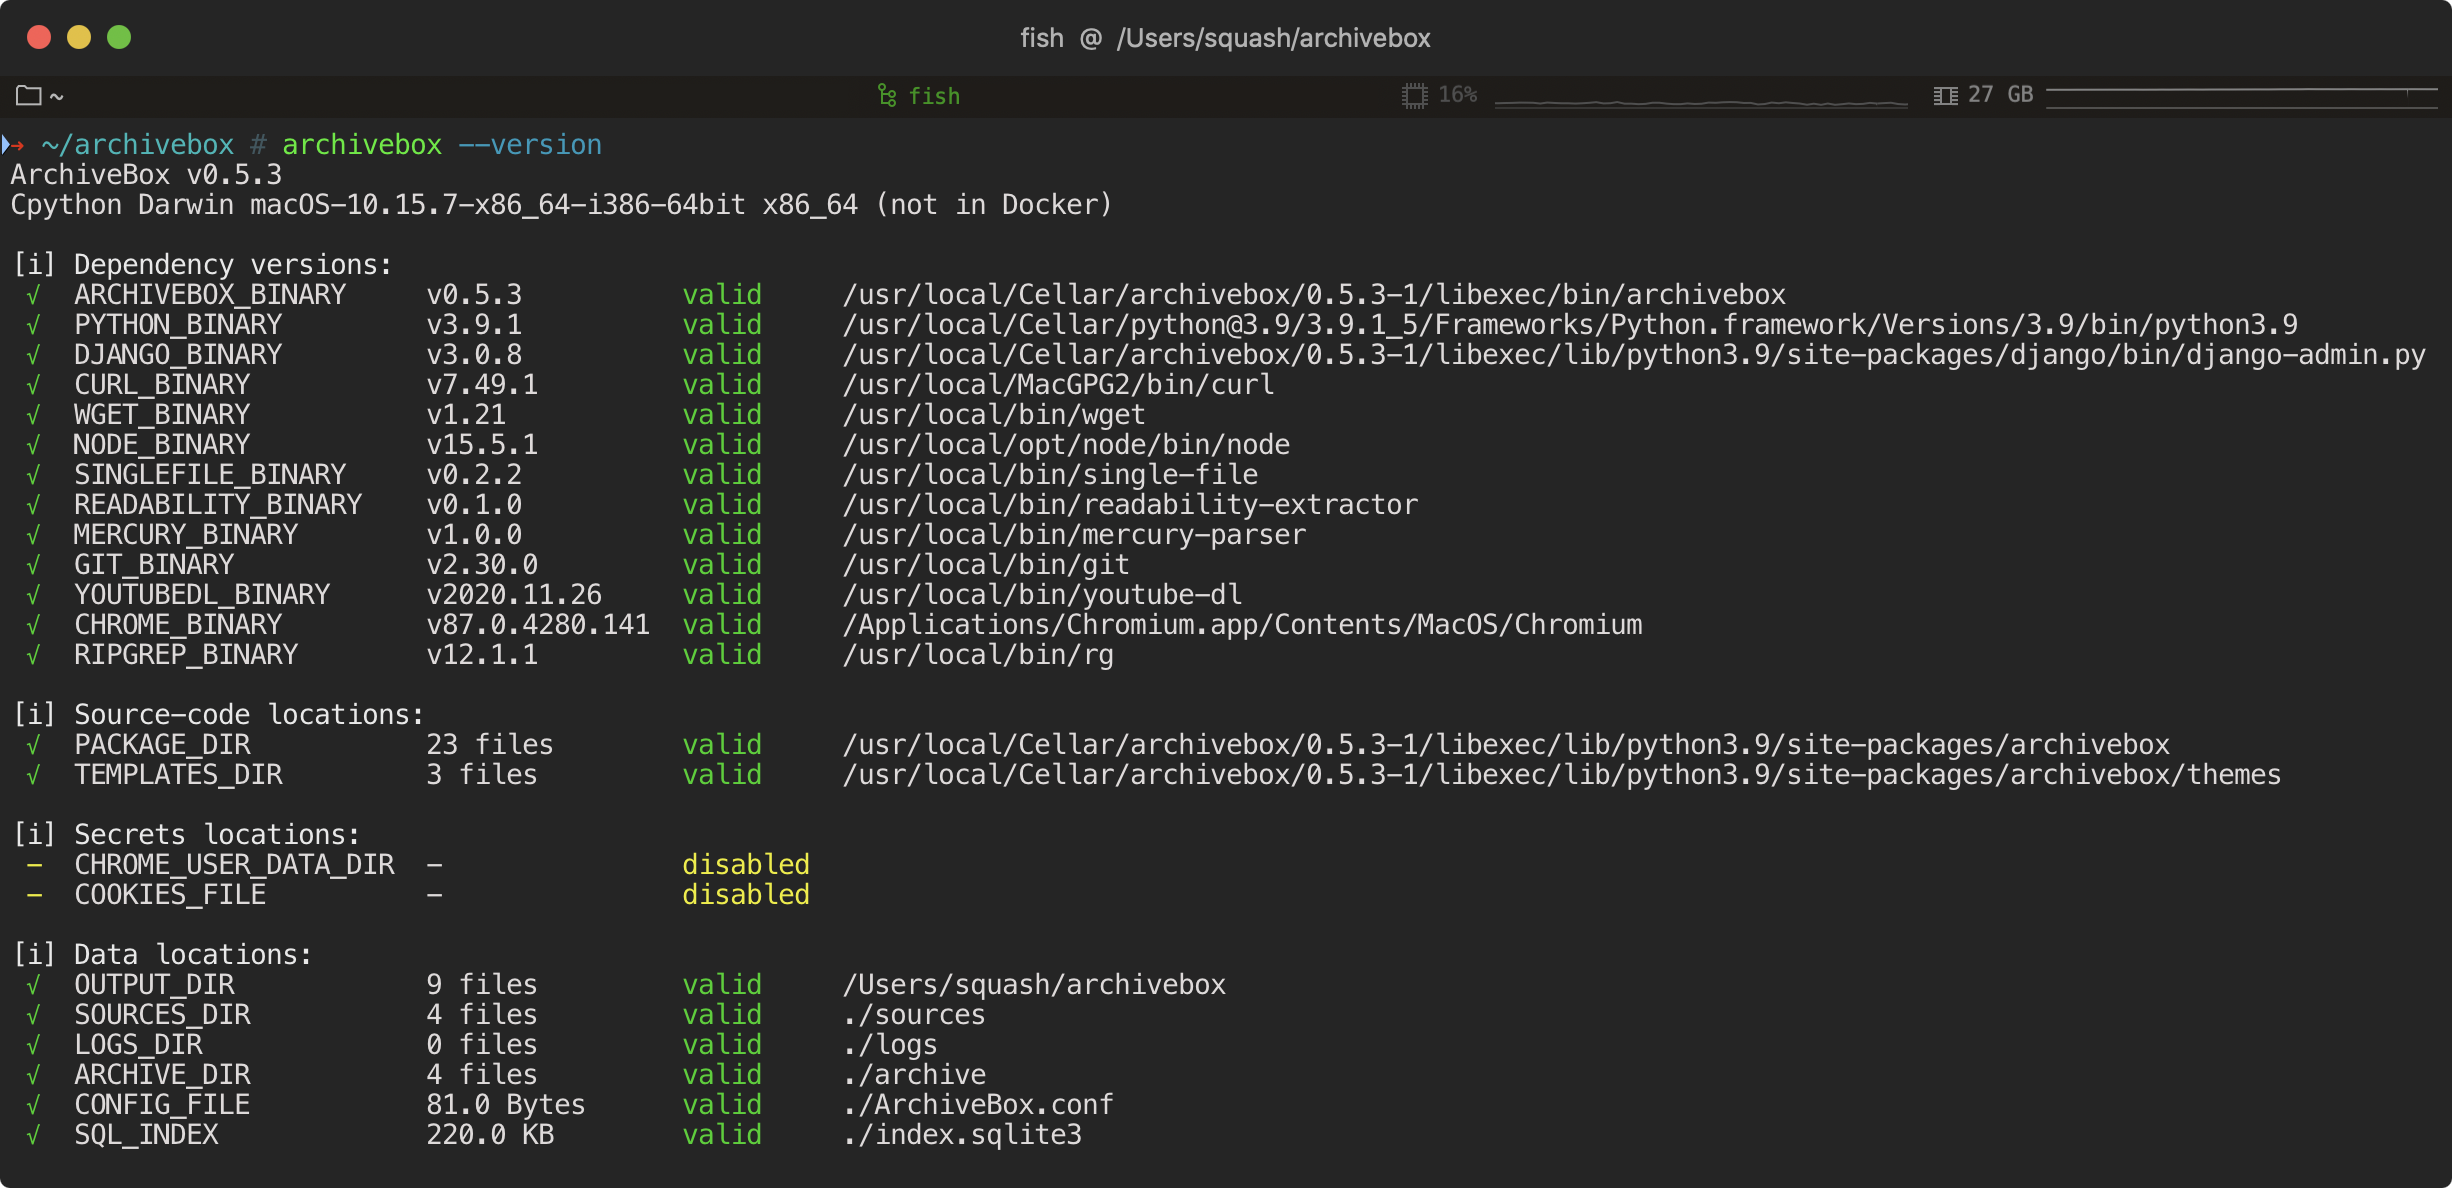 fish @ /Users/squash/archivebox
~ fish 16% 27 GB
➜ ~/archivebox # archivebox --version
ArchiveBox v0.5.3
Cpython Darwin macOS-10.15.7-x86_64-i386-64bit x86_64 (not in Docker)
[i] Dependency versions:
√ ARCHIVEBOX_BINARY v0.5.3 valid /usr/local/Cellar/archivebox/0.5.3-1/libexec/bin/archivebox
√ PYTHON_BINARY v3.9.1 valid /usr/local/Cellar/python@3.9/3.9.1_5/Frameworks/Python.framework/Versions/3.9/bin/python3.9
√ DJANGO_BINARY v3.0.8 valid /usr/local/Cellar/archivebox/0.5.3-1/libexec/lib/python3.9/site-packages/django/bin/django-admin.py
√ CURL_BINARY v7.49.1 valid /usr/local/MacGPG2/bin/curl
√ WGET_BINARY v1.21 valid /usr/local/bin/wget
√ NODE_BINARY v15.5.1 valid /usr/local/opt/node/bin/node
√ SINGLEFILE_BINARY v0.2.2 valid /usr/local/bin/single-file
√ READABILITY_BINARY v0.1.0 valid /usr/local/bin/readability-extractor
√ MERCURY_BINARY v1.0.0 valid /usr/local/bin/mercury-parser
√ GIT_BINARY v2.30.0 valid /usr/local/bin/git
√ YOUTUBEDL_BINARY v2020.11.26 valid /usr/local/bin/youtube-dl
√ CHROME_BINARY v87.0.4280.141 valid /Applications/Chromium.app/Contents/MacOS/Chromium
√ RIPGREP_BINARY v12.1.1 valid /usr/local/bin/rg
[i] Source-code locations:
√ PACKAGE_DIR 23 files valid /usr/local/Cellar/archivebox/0.5.3-1/libexec/lib/python3.9/site-packages/archivebox
√ TEMPLATES_DIR 3 files valid /usr/local/Cellar/archivebox/0.5.3-1/libexec/lib/python3.9/site-packages/archivebox/themes
[i] Secrets locations:
- CHROME_USER_DATA_DIR - disabled
- COOKIES_FILE - disabled
[i] Data locations:
√ OUTPUT_DIR 9 files valid /Users/squash/archivebox
√ SOURCES_DIR 4 files valid ./sources
√ LOGS_DIR 0 files valid ./logs
√ ARCHIVE_DIR 4 files valid ./archive
√ CONFIG_FILE 81.0 Bytes valid ./ArchiveBox.conf
√ SQL_INDEX 220.0 KB valid ./index.sqlite3